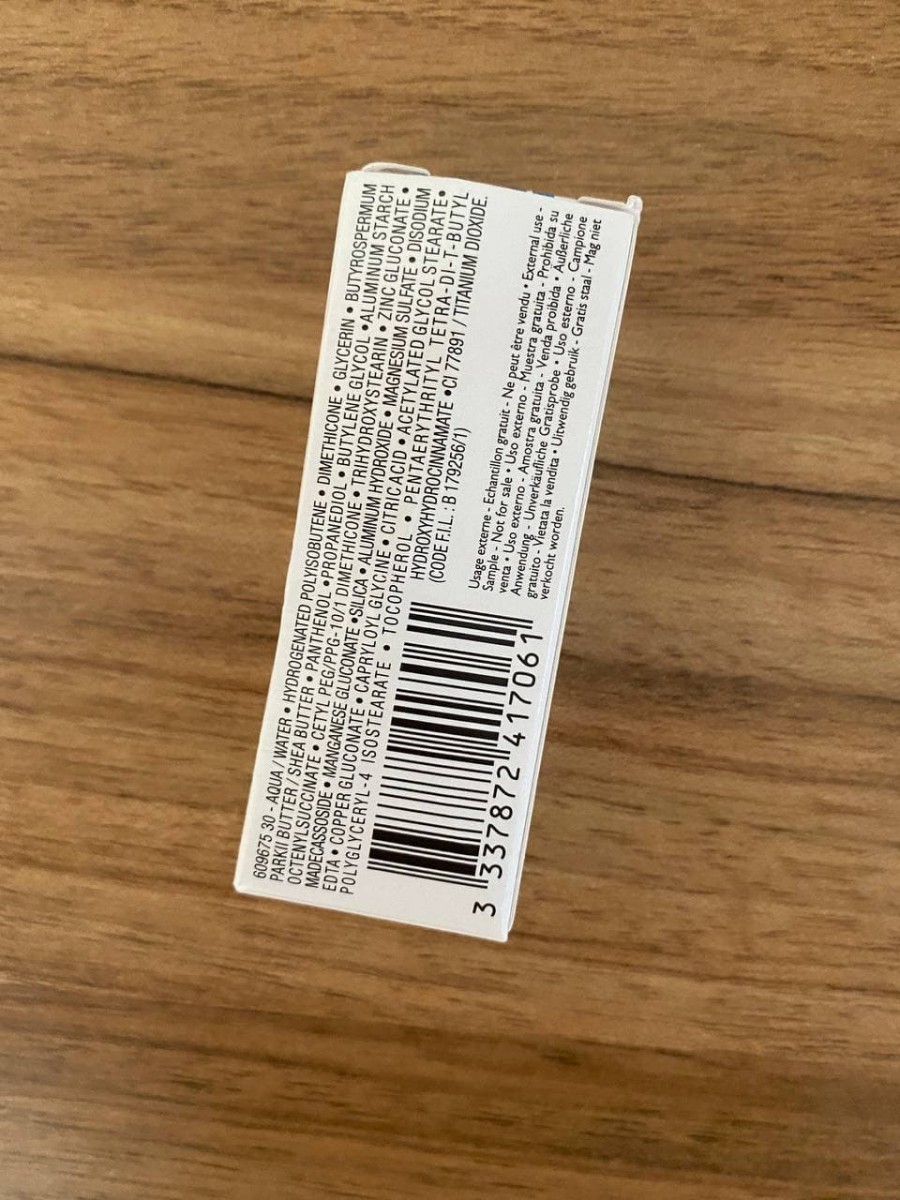 609675 30 - AQUA / WATER • HYDROGENATED POLYISOBUTENE • DIMETHICONE • GLYCERIN • BUTYROSPERMUM
PARKII BUTTER / SHEA BUTTER • PANTHENOL • PROPANEDIOL • BUTYLENE GLYCOL • ALUMINUM STARCH
OCTENYLSUCCINATE • CETYL PEG/PPG-10/1 DIMETHICONE • TRIHYDROXYSTEARIN • ZINC GLUCONATE •
MADECASSOSIDE • MANGANESE GLUCONATE • SILICA • ALUMINUM HYDROXIDE • MAGNESIUM SULFATE • DISODIUM
EDTA • COPPER GLUCONATE • CAPRYLOYL GLYCINE • CITRIC ACID • ACETYLATED GLYCOL STEARATE •
POLYGLYCERYL-4 ISOSTEARATE • TOCOPHEROL • PENTAERYTHRITYL TETRA-DI-T-BUTYL
HYDROXYHYDROCINNAMATE • CI 77891 / TITANIUM DIOXIDE.
(CODE F.I.L. : B 179256/1)
Usage externe - Echantillon gratuit - Ne peut être vendu • External use -
Sample - Not for sale • Uso externo - Muestra gratuita - Prohibida su
venta • Uso externo - Amostra gratuita - Venda proibida • Äußerliche
Anwendung - Unverkäufliche Gratisprobe • Uso esterno - Campione
gratuito - Vietata la vendita • Uitwendig gebruik - Gratis staal - Mag niet
verkocht worden.
3 337872 417061